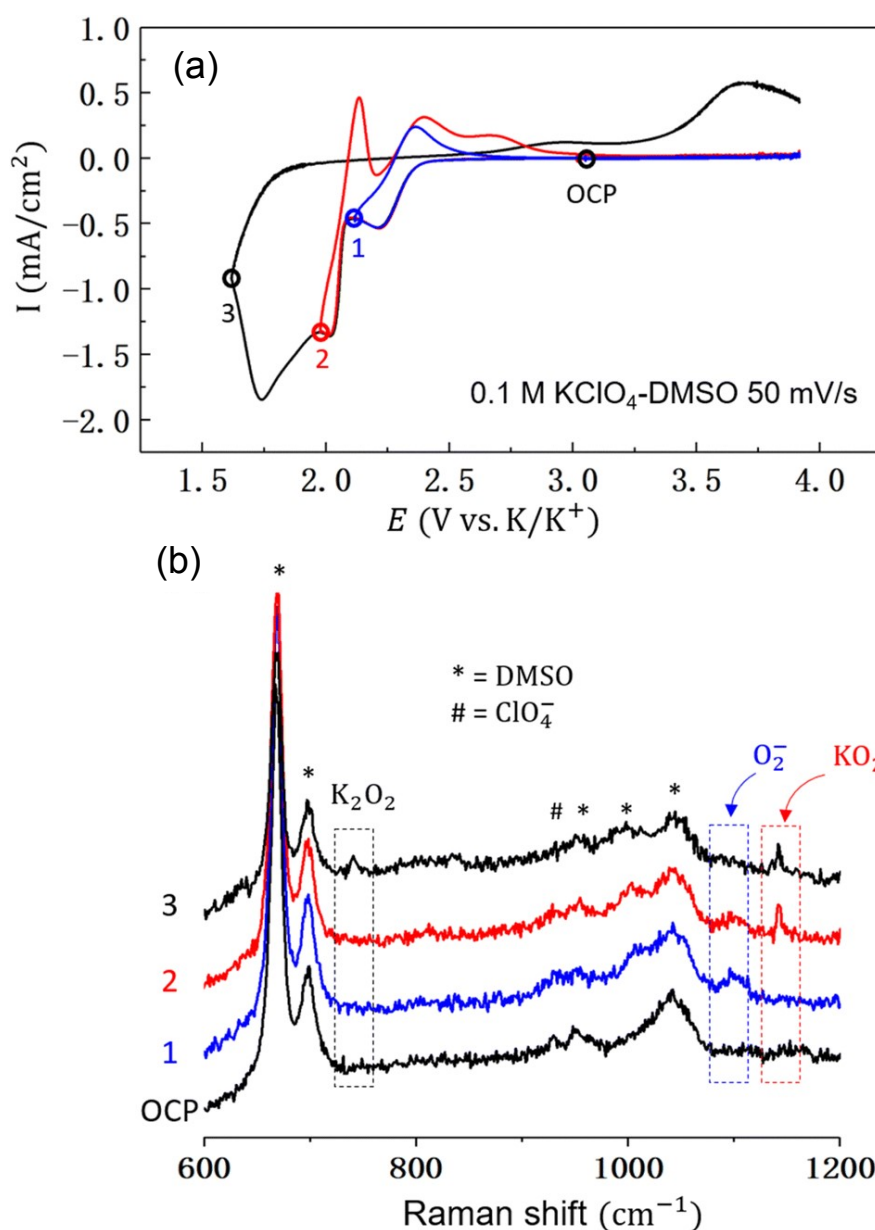 (a)
1.0
0.5
0.0
−0.5
−1.0
−1.5
−2.0
I (mA/cm²)
OCP
1
2
3
0.1 M KClO₄-DMSO 50 mV/s
1.5 2.0 2.5 3.0 3.5 4.0
E (V vs. K/K⁺)
(b)
*
* = DMSO
# = ClO₄⁻
O₂⁻
KO₂
*
K₂O₂
# * * *
3
2
1
OCP
600 800 1000 1200
Raman shift (cm⁻¹)